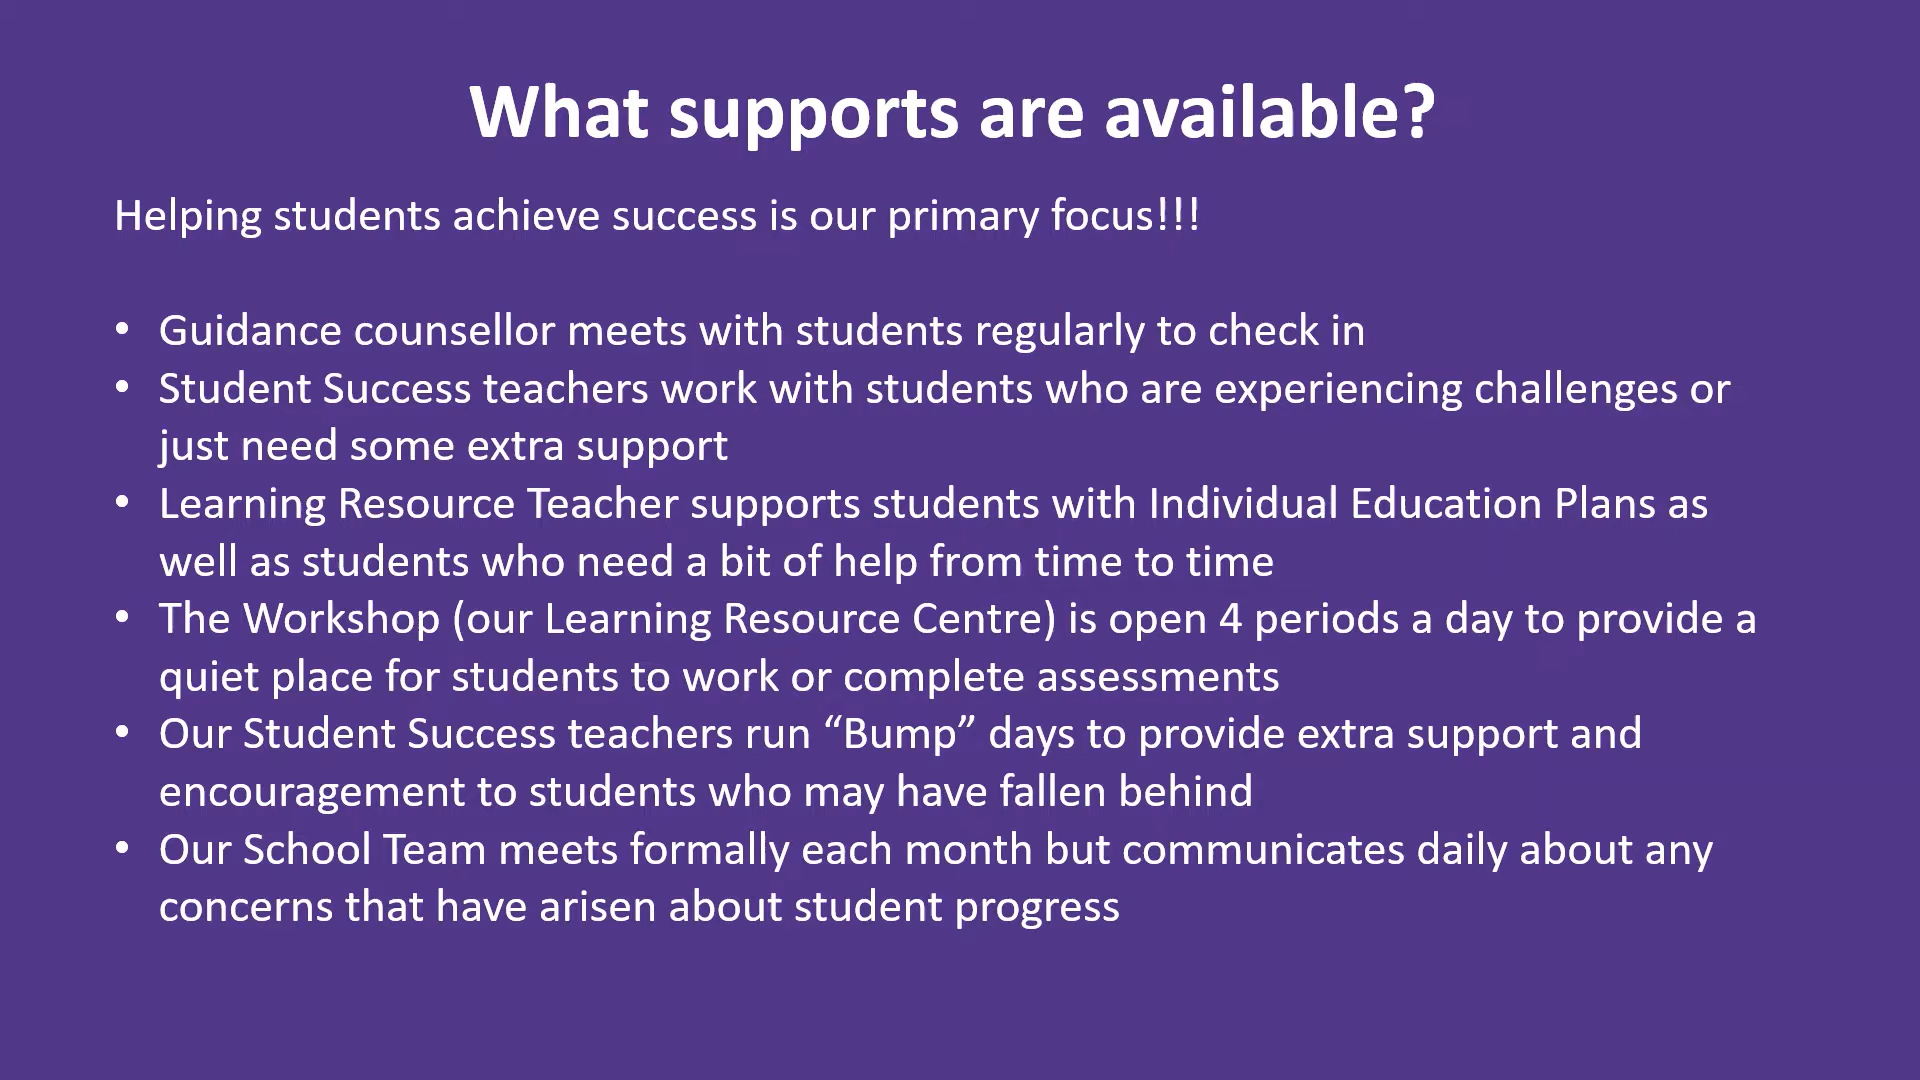 What supports are available?
Helping students achieve success is our primary focus!!!
• Guidance counsellor meets with students regularly to check in
• Student Success teachers work with students who are experiencing challenges or
just need some extra support
• Learning Resource Teacher supports students with Individual Education Plans as
well as students who need a bit of help from time to time
• The Workshop (our Learning Resource Centre) is open 4 periods a day to provide a
quiet place for students to work or complete assessments
• Our Student Success teachers run “Bump” days to provide extra support and
encouragement to students who may have fallen behind
• Our School Team meets formally each month but communicates daily about any
concerns that have arisen about student progress